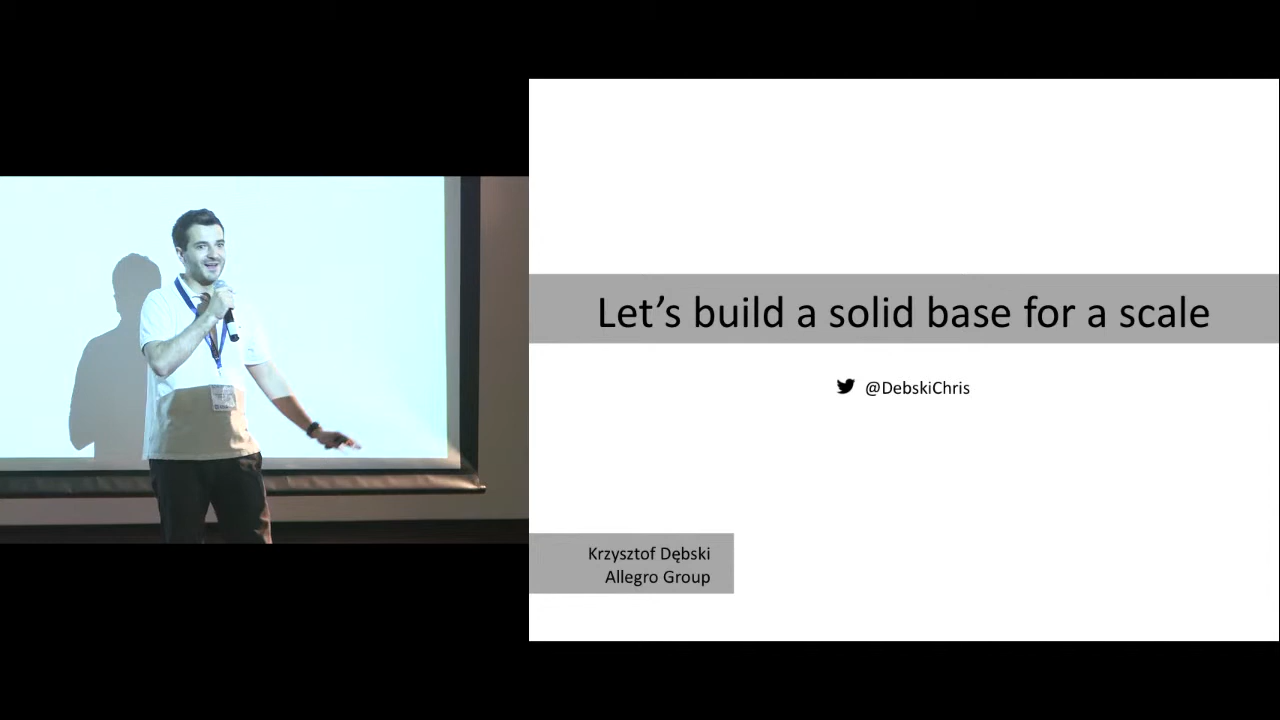 Let's build a solid base for a scale
@DebskiChris
Krzysztof Dębski
Allegro Group